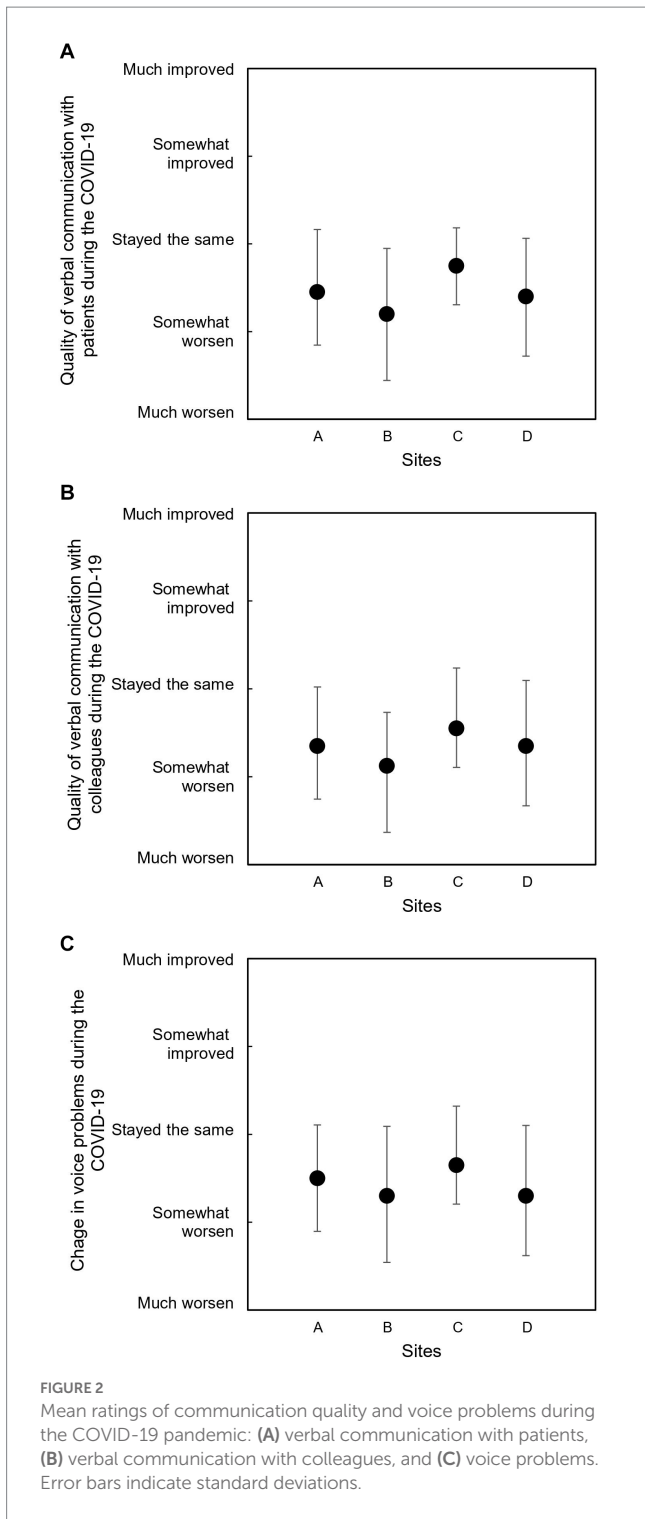 A
Quality of verbal communication with
patients during the COVID-19
Much improved
Somewhat
improved
Stayed the same
Somewhat
worsen
Much worsen
A B C D
Sites
B
Quality of verbal communication with
colleagues during the COVID-19
Much improved
Somewhat
improved
Stayed the same
Somewhat
worsen
Much worsen
A B C D
Sites
C
Chage in voice problems during the
COVID-19
Much improved
Somewhat
improved
Stayed the same
Somewhat
worsen
Much worsen
A B C D
Sites
FIGURE 2
Mean ratings of communication quality and voice problems during
the COVID-19 pandemic: (A) verbal communication with patients,
(B) verbal communication with colleagues, and (C) voice problems.
Error bars indicate standard deviations.